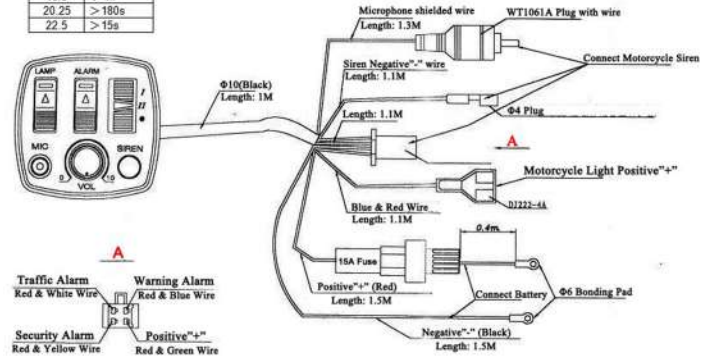 20.25 >180s
22.5 >15s
LAMP ALARM
I
II
MIC
SIREN
0 10
VOL
Φ10(Black)
Length: 1M
Microphone shielded wire
Length: 1.3M
WT1061A Plug with wire
Connect Motorcycle Siren
Siren Negative"-" wire
Length: 1.1M
Φ4 Plug
Length: 1.1M
A
Motorcycle Light Positive"+"
DJ222-4A
Blue & Red Wire
Length: 1.1M
0.4m
15A Fuse
Positive"+" (Red)
Length: 1.5M
Connect Battery
Φ6 Bonding Pad
Negative"-" (Black)
Length: 1.5M
A
Traffic Alarm
Red & White Wire
Warning Alarm
Red & Blue Wire
Security Alarm
Red & Yellow Wire
Positive"+"
Red & Green Wire